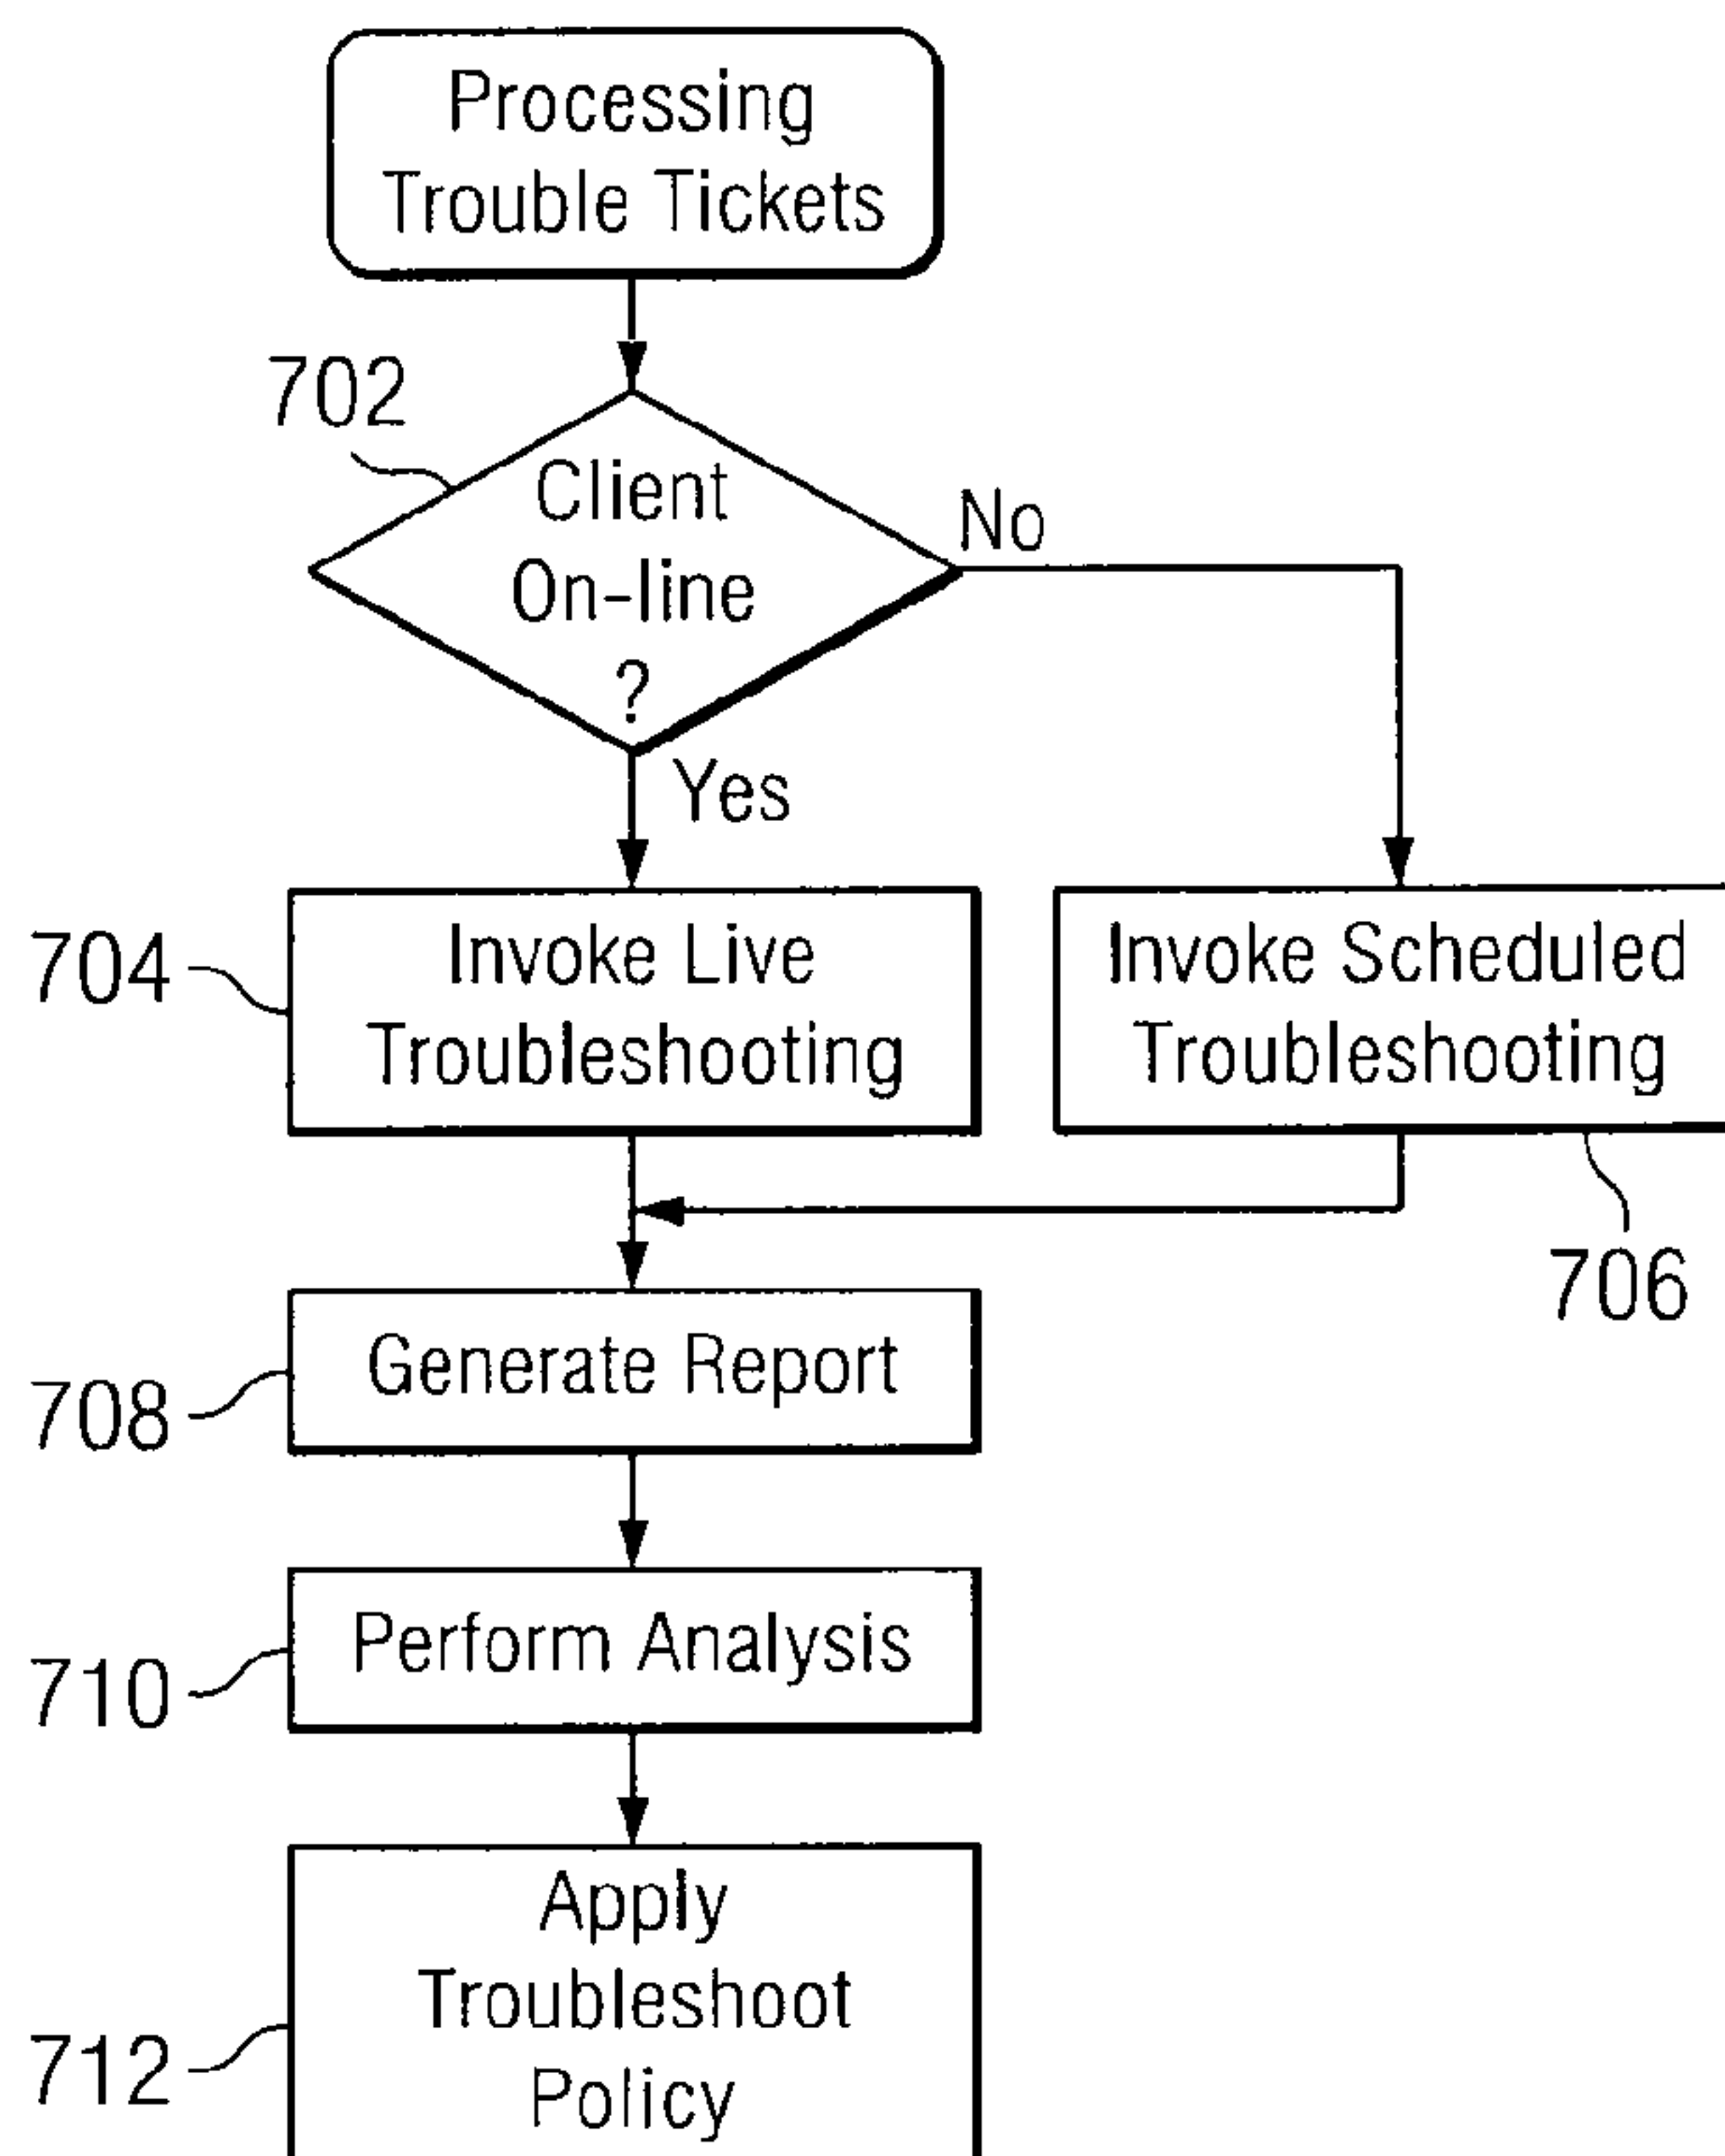 Processing
Trouble Tickets
702
Client
On-line
?
No
Yes
704
Invoke Live
Troubleshooting
Invoke Scheduled
Troubleshooting
706
708
Generate Report
710
Perform Analysis
712
Apply
Troubleshoot
Policy